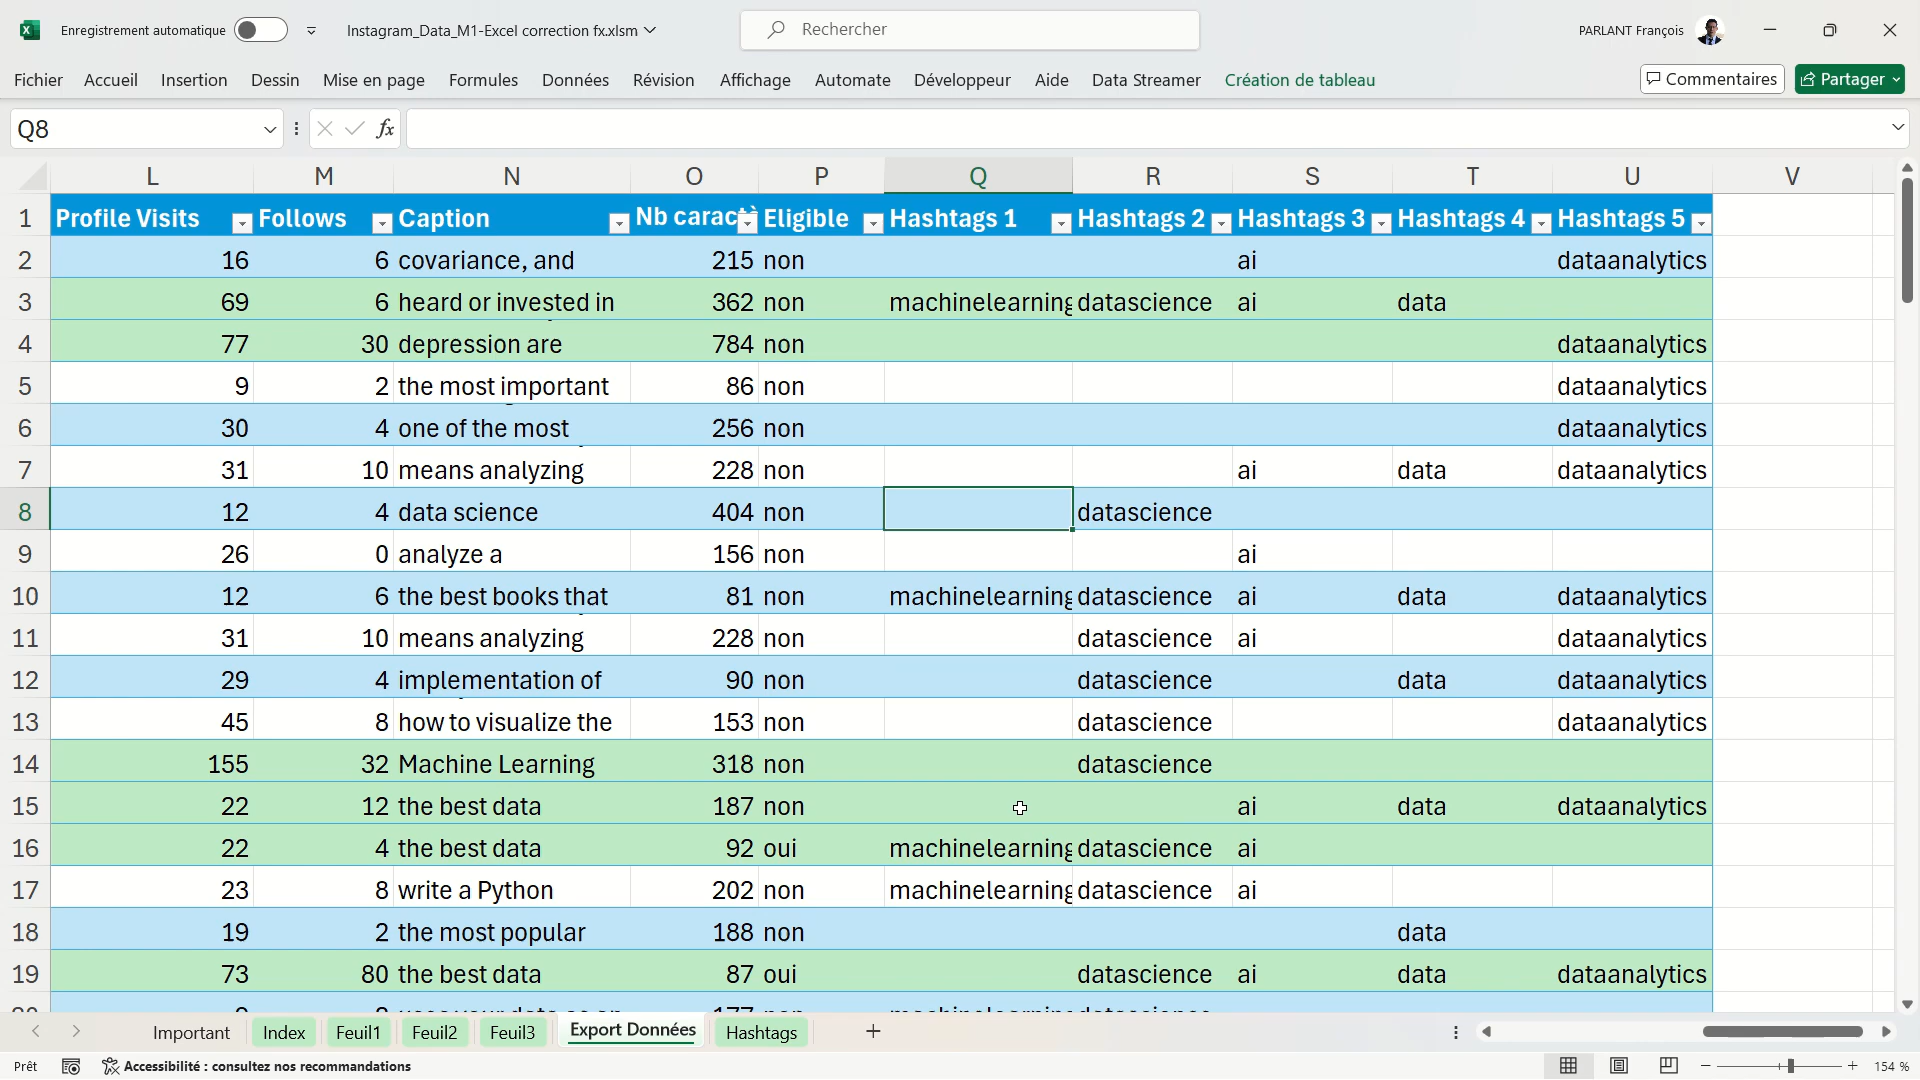 Enregistrement automatique Instagram_Data_M1-Excel correction fx.xlsm Rechercher PARLANT François
Fichier Accueil Insertion Dessin Mise en page Formules Données Révision Affichage Automate Développeur Aide Data Streamer Création de tableau Commentaires Partager
Q8 fx
L M N O P Q R S T U V
1 Profile Visits Follows Caption Nb caract Eligible Hashtags 1 Hashtags 2 Hashtags 3 Hashtags 4 Hashtags 5
2 16 6 covariance, and 215 non ai dataanalytics
3 69 6 heard or invested in 362 non machinelearning datascience ai data
4 77 30 depression are 784 non dataanalytics
5 9 2 the most important 86 non dataanalytics
6 30 4 one of the most 256 non dataanalytics
7 31 10 means analyzing 228 non ai data dataanalytics
8 12 4 data science 404 non datascience
9 26 0 analyze a 156 non ai
10 12 6 the best books that 81 non machinelearning datascience ai data dataanalytics
11 31 10 means analyzing 228 non datascience ai dataanalytics
12 29 4 implementation of 90 non datascience data dataanalytics
13 45 8 how to visualize the 153 non datascience dataanalytics
14 155 32 Machine Learning 318 non datascience
15 22 12 the best data 187 non ai data dataanalytics
16 22 4 the best data 92 oui machinelearning datascience ai
17 23 8 write a Python 202 non machinelearning datascience ai
18 19 2 the most popular 188 non data
19 73 80 the best data 87 oui datascience ai data dataanalytics
Important Index Feuil1 Feuil2 Feuil3 Export Données Hashtags
Prêt Accessibilité : consultez nos recommandations 154 %